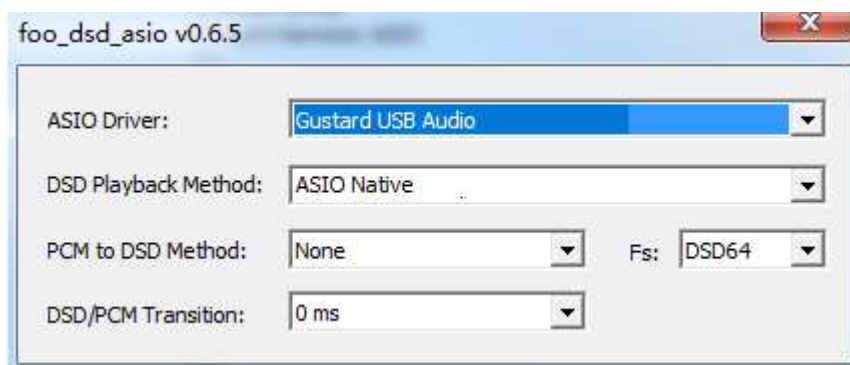 foo_dsd_asio v0.6.5
ASIO Driver: Gustard USB Audio
DSD Playback Method: ASIO Native
PCM to DSD Method: None Fs: DSD64
DSD/PCM Transition: 0 ms